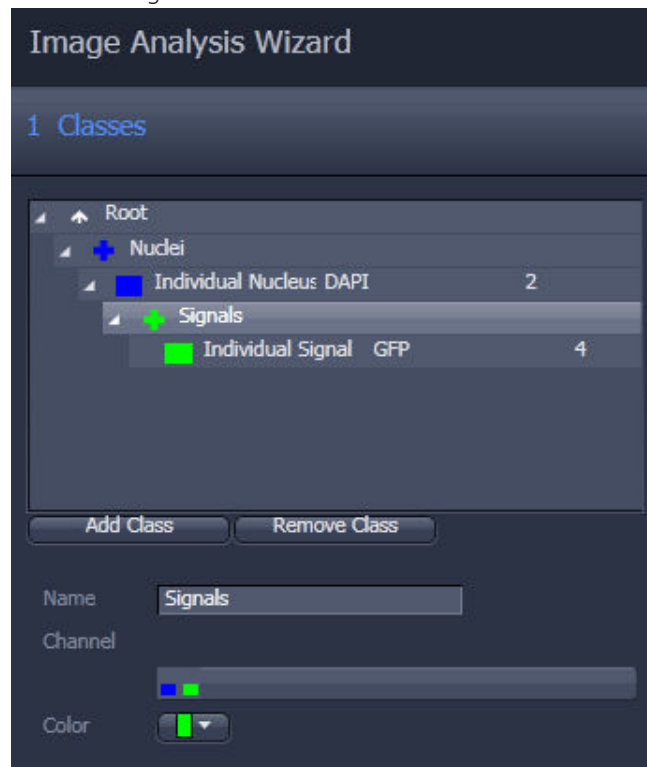 Image Analysis Wizard
1 Classes
Root
Nuclei
Individual Nucleus DAPI 2
Signals
Individual Signal GFP 4
Add Class Remove Class
Name Signals
Channel
Color